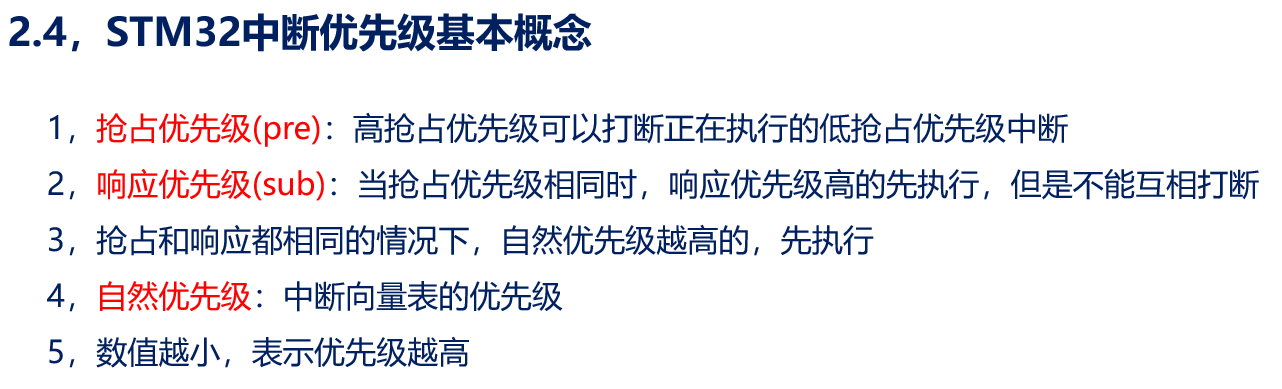 2.4，STM32中断优先级基本概念
1，抢占优先级(pre)：高抢占优先级可以打断正在执行的低抢占优先级中断
2，响应优先级(sub)：当抢占优先级相同时，响应优先级高的先执行，但是不能互相打断
3，抢占和响应都相同的情况下，自然优先级越高的，先执行
4，自然优先级：中断向量表的优先级
5，数值越小，表示优先级越高